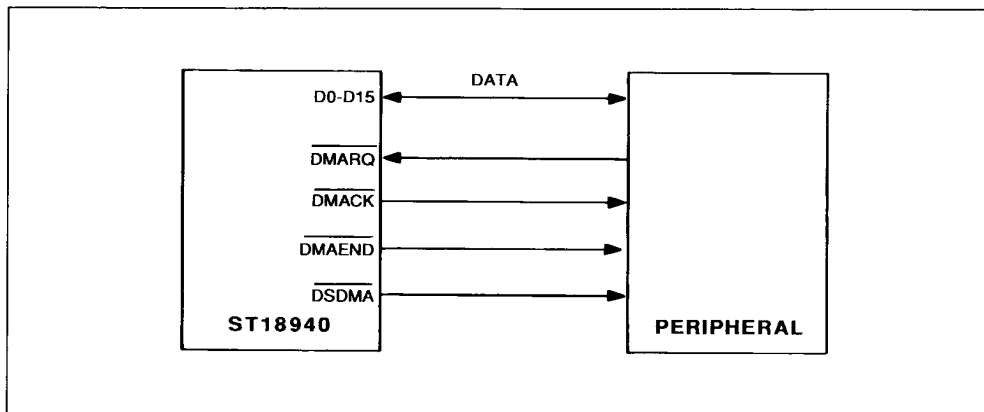 DATA
D0-D15
DMARQ
DMACK
DMAEND
DSDMA
ST18940
PERIPHERAL